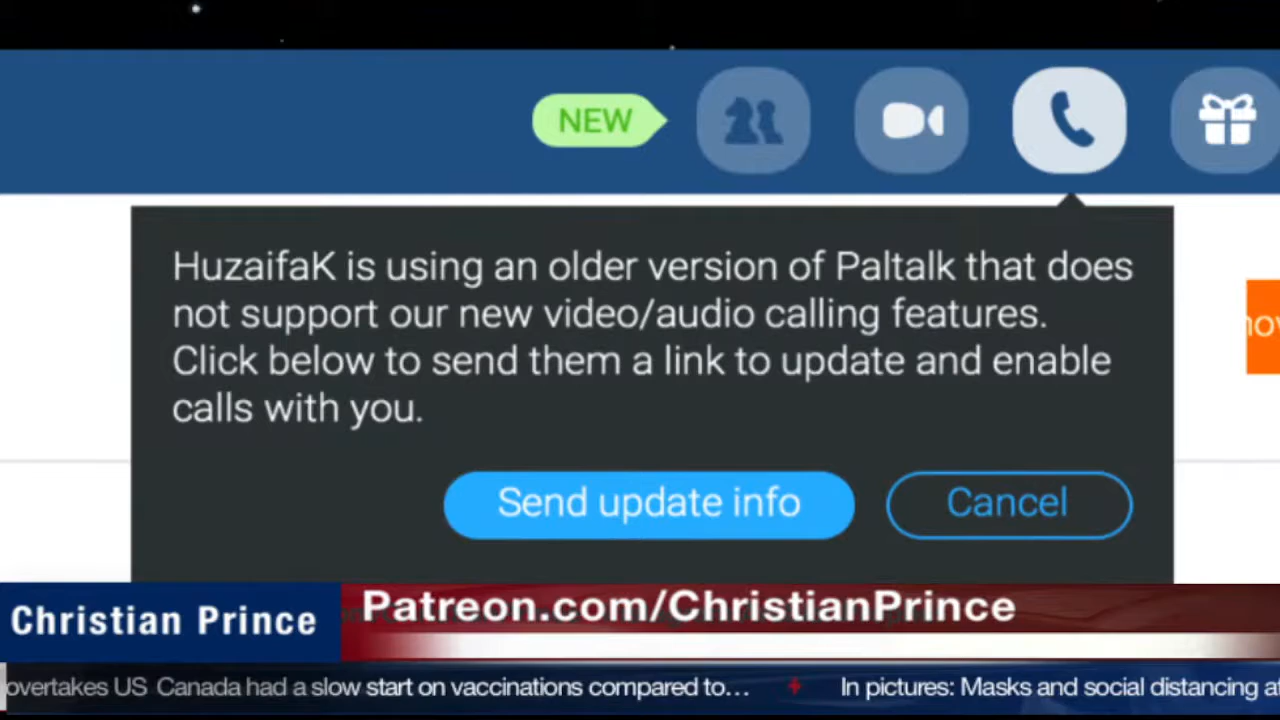 NEW
HuzaifaK is using an older version of Paltalk that does
not support our new video/audio calling features.
Click below to send them a link to update and enable
calls with you.
Send update info
Cancel
Christian Prince
Patreon.com/ChristianPrince
overtakes US Canada had a slow start on vaccinations compared to… In pictures: Masks and social distancing